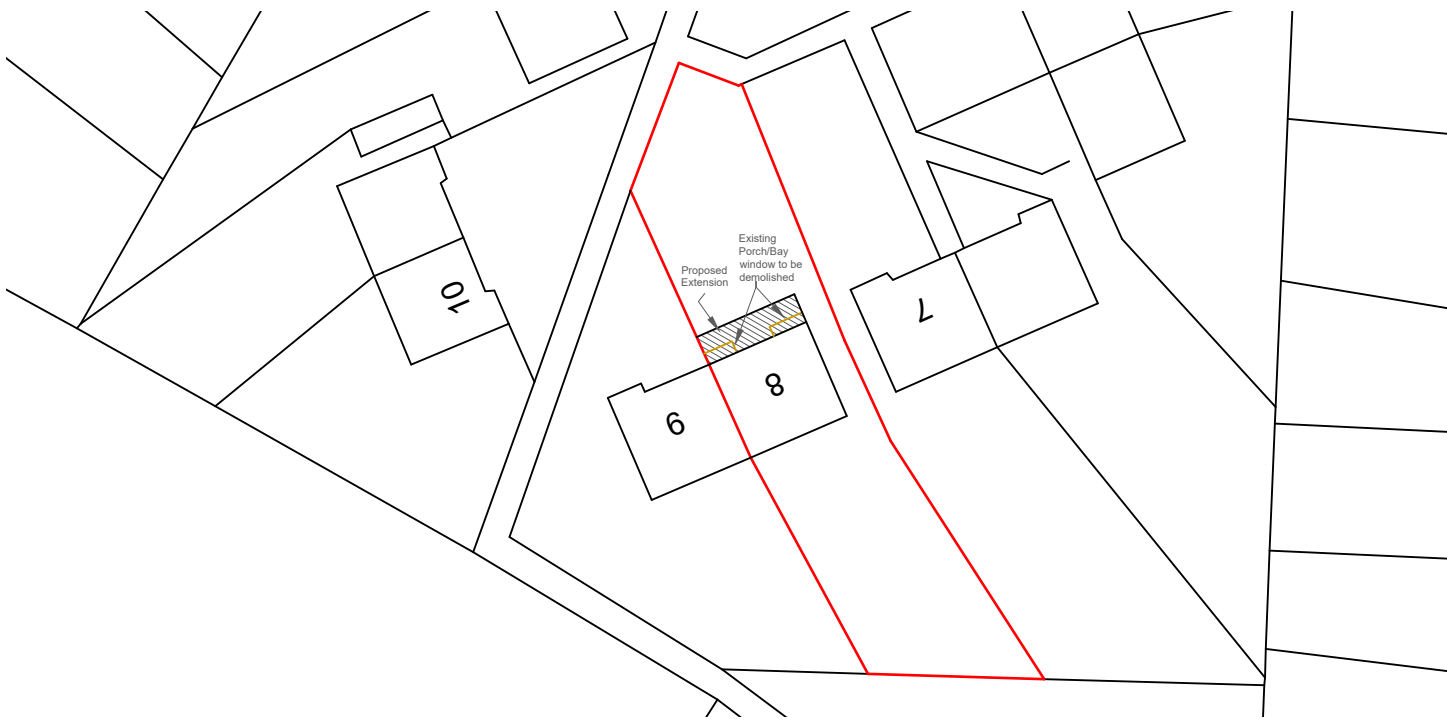 Existing
Porch/Bay
window to be
demolished
Proposed
Extension
10
7
8
9